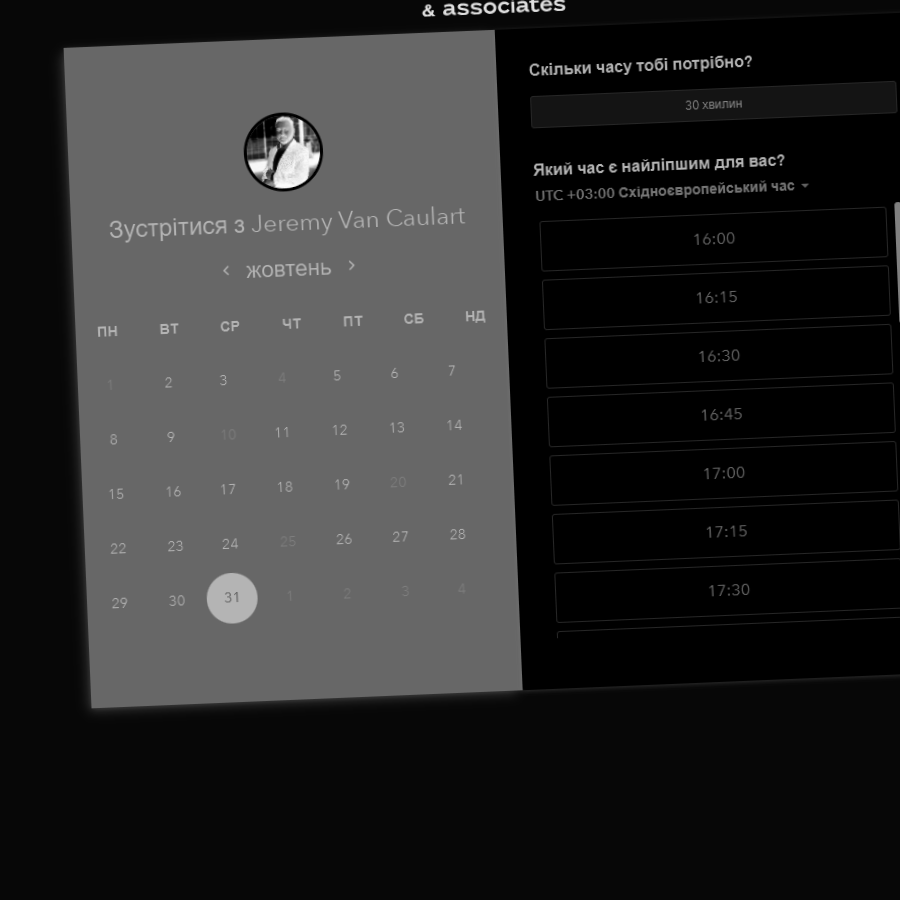 & associates
Зустрітися з Jeremy Van Caulart
жовтень
ПН ВТ СР ЧТ ПТ СБ НД
1 2 3 4 5 6 7
8 9 10 11 12 13 14
15 16 17 18 19 20 21
22 23 24 25 26 27 28
29 30 31 1 2 3 4
Скільки часу тобі потрібно?
30 хвилин
Який час є найліпшим для вас?
UTC +03:00 Східноєвропейський час
16:00
16:15
16:30
16:45
17:00
17:15
17:30